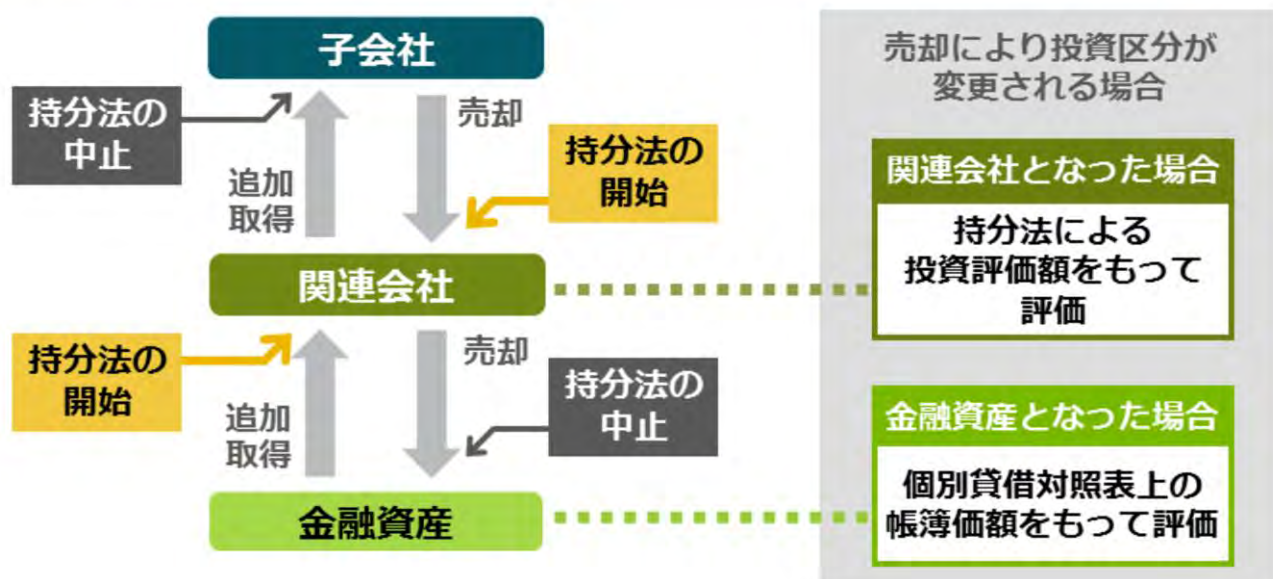 子会社
持分法の
中止
追加
取得
売却
持分法の
開始
関連会社
持分法の
開始
追加
取得
売却
持分法の
中止
金融資産
売却により投資区分が
変更される場合
関連会社となった場合
持分法による
投資評価額をもって
評価
金融資産となった場合
個別貸借対照表上の
帳簿価額をもって評価